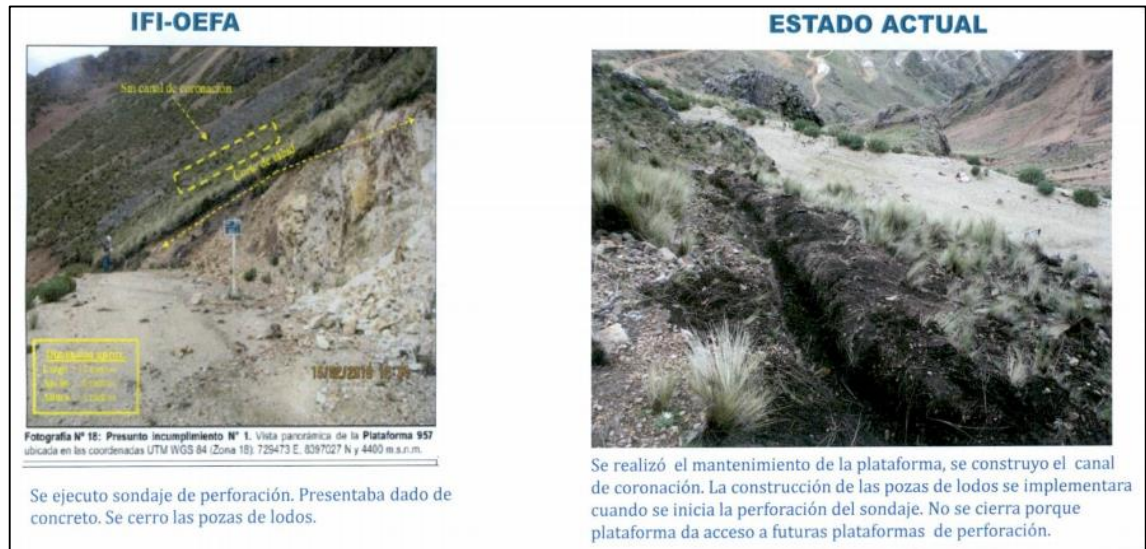 IFI-OEFA
Sin canal de coronación
16/02/2016
Fotografía N° 18: Presunto incumplimiento N° 1. Vista panorámica de la Plataforma 957
ubicada en las coordenadas UTM WGS 84 (Zona 18): 729473 E, 8397027 N y 4400 m.s.n.m.
Se ejecuto sondaje de perforación. Presentaba dado de
concreto. Se cerro las pozas de lodos.
ESTADO ACTUAL
Se realizó el mantenimiento de la plataforma, se construyo el canal
de coronación. La construcción de las pozas de lodos se implementara
cuando se inicia la perforación del sondaje. No se cierra porque
plataforma da acceso a futuras plataformas de perforación.